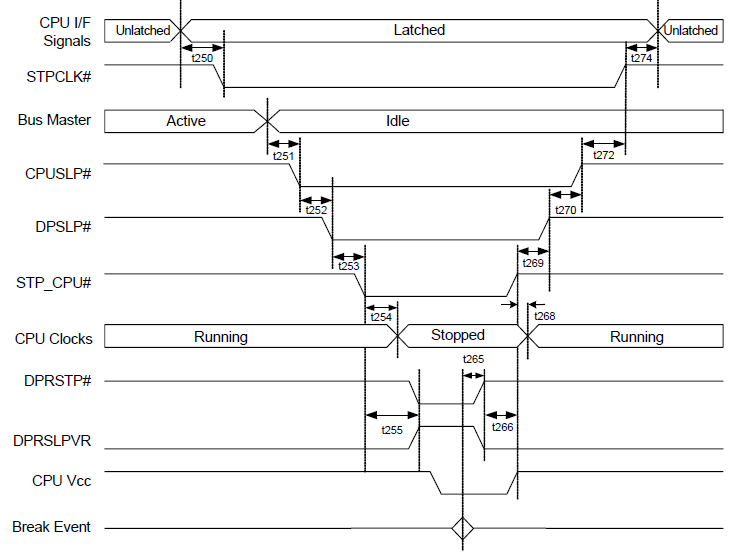 CPU I/F
Signals
Unlatched
Latched
Unlatched
t250
t274
STPCLK#
Bus Master
Active
Idle
t251
t272
CPUSLP#
t252
t270
DPSLP#
t253
t269
STP_CPU#
t254
t268
CPU Clocks
Running
Stopped
Running
t265
DPRSTP#
t255
t266
DPRSLPVR
CPU Vcc
Break Event